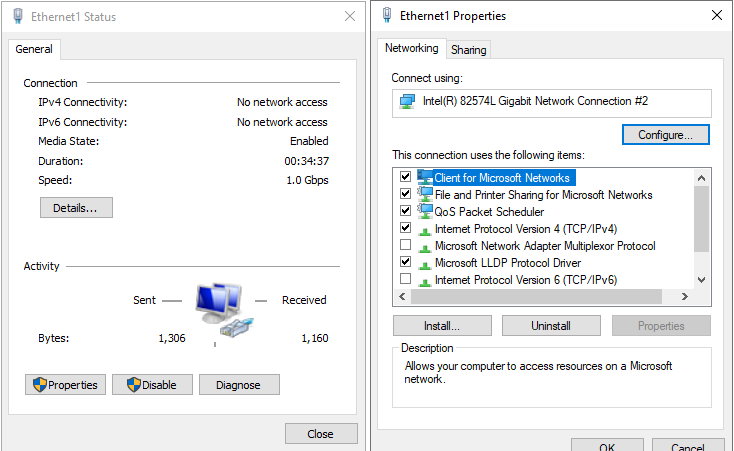 Ethernet1 Status
General
Connection
IPv4 Connectivity: No network access
IPv6 Connectivity: No network access
Media State: Enabled
Duration: 00:34:37
Speed: 1.0 Gbps
Details...
Activity
Sent Received
Bytes: 1,306 1,160
Properties Disable Diagnose
Close
Ethernet1 Properties
Networking Sharing
Connect using:
Intel(R) 82574L Gigabit Network Connection #2
Configure...
This connection uses the following items:
Client for Microsoft Networks
File and Printer Sharing for Microsoft Networks
QoS Packet Scheduler
Internet Protocol Version 4 (TCP/IPv4)
Microsoft Network Adapter Multiplexor Protocol
Microsoft LLDP Protocol Driver
Internet Protocol Version 6 (TCP/IPv6)
Install... Uninstall Properties
Description
Allows your computer to access resources on a Microsoft
network.
OK Cancel